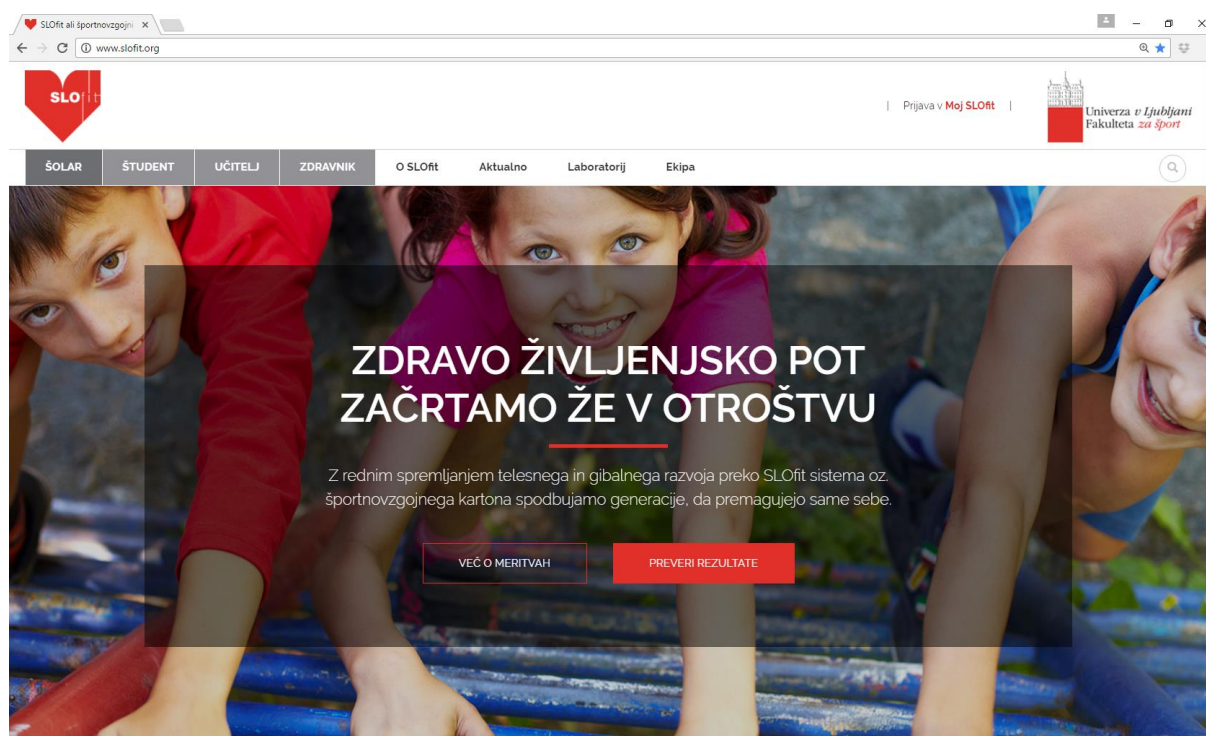 SLOfit ali športnovzgojni
www.slofit.org
SLOfit
| Prijava v Moj SLOfit |
Univerza v Ljubljani
Fakulteta za šport
ŠOLAR ŠTUDENT UČITELJ ZDRAVNIK O SLOfit Aktualno Laboratorij Ekipa
ZDRAVO ŽIVLJENJSKO POT
ZAČRTAMO ŽE V OTROŠTVU
Z rednim spremljanjem telesnega in gibalnega razvoja preko SLOfit sistema oz.
športnovzgojnega kartona spodbujamo generacije, da premagujejo same sebe.
VEČ O MERITVAH PREVERI REZULTATE